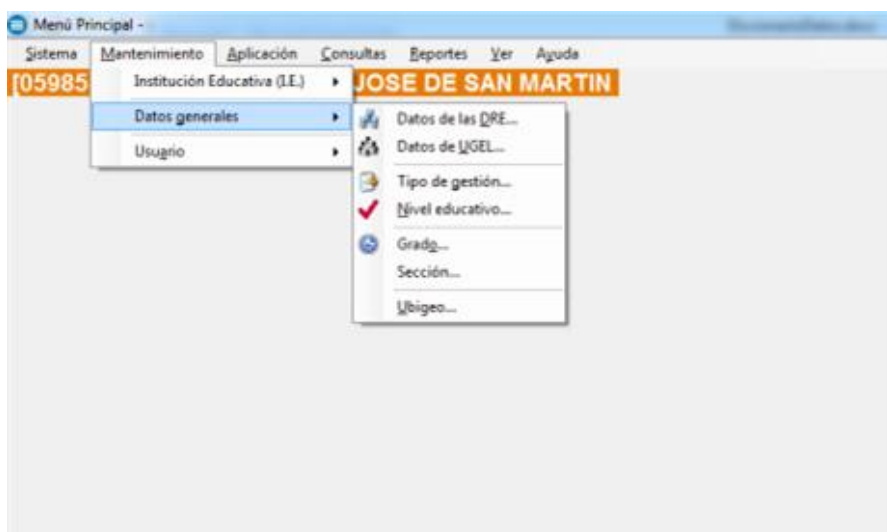 Menú Principal -
Sistema Mantenimiento Aplicación Consultas Reportes Ver Ayuda
[05985 JOSE DE SAN MARTIN
Institución Educativa (I.E.)
Datos generales
Usuario
Datos de las DRE...
Datos de UGEL...
Tipo de gestión...
Nivel educativo...
Grado...
Sección...
Ubigeo...